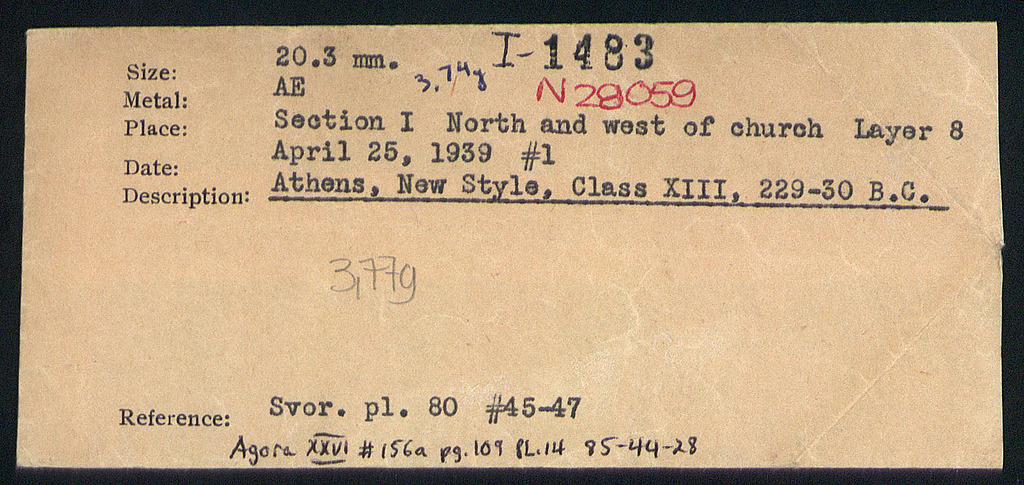 Size: 20.3 mm. 3,74g I-1483
Metal: AE N 28059
Place: Section I North and west of church Layer 8
Date: April 25, 1939 #1
Description: Athens, New Style, Class XIII, 229-30 B.C.
3,77g
Reference: Svor. pl. 80 #45-47
Agora XXVI #156a pg.109 PL.14 85-44-28